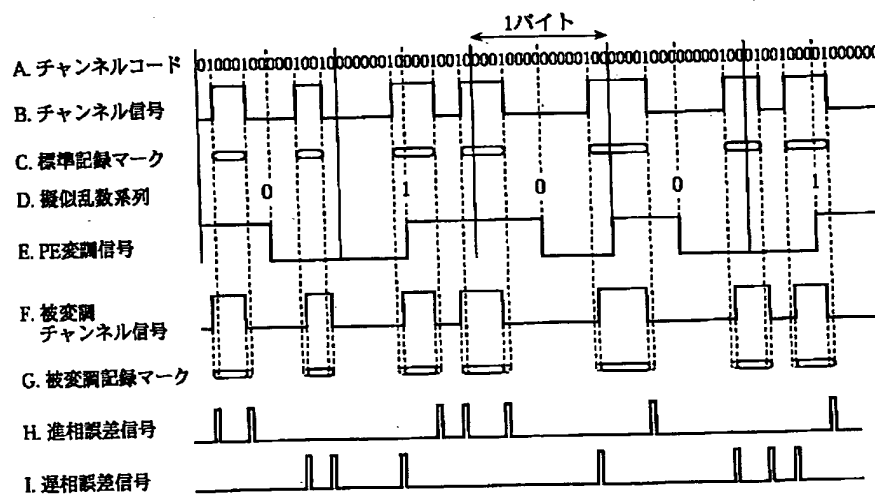 1バイト
A. チャンネルコード
B. チャンネル信号
C. 標準記録マーク
D. 擬似乱数系列 0 1 0 0 1
E. PE変調信号
F. 被変調
チャンネル信号
G. 被変調記録マーク
H. 進相誤差信号
I. 遅相誤差信号